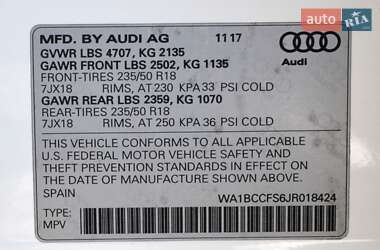 auto RIA
MFD. BY AUDI AG 11 17
GVWR LBS 4707, KG 2135
GAWR FRONT LBS 2502, KG 1135
Audi
FRONT-TIRES 235/50 R18
7JX18 RIMS, AT 230 KPA 33 PSI COLD
GAWR REAR LBS 2359, KG 1070
REAR-TIRES 235/50 R18
7JX18 RIMS, AT 250 KPA 36 PSI COLD
THIS VEHICLE CONFORMS TO ALL APPLICABLE
U.S. FEDERAL MOTOR VEHICLE SAFETY
AND THEFT PREVENTION STANDARDS IN EFFECT
ON THE DATE OF MANUFACTURE SHOWN ABOVE.
SPAIN WA1BCCFS6JR018424
TYPE:
MPV